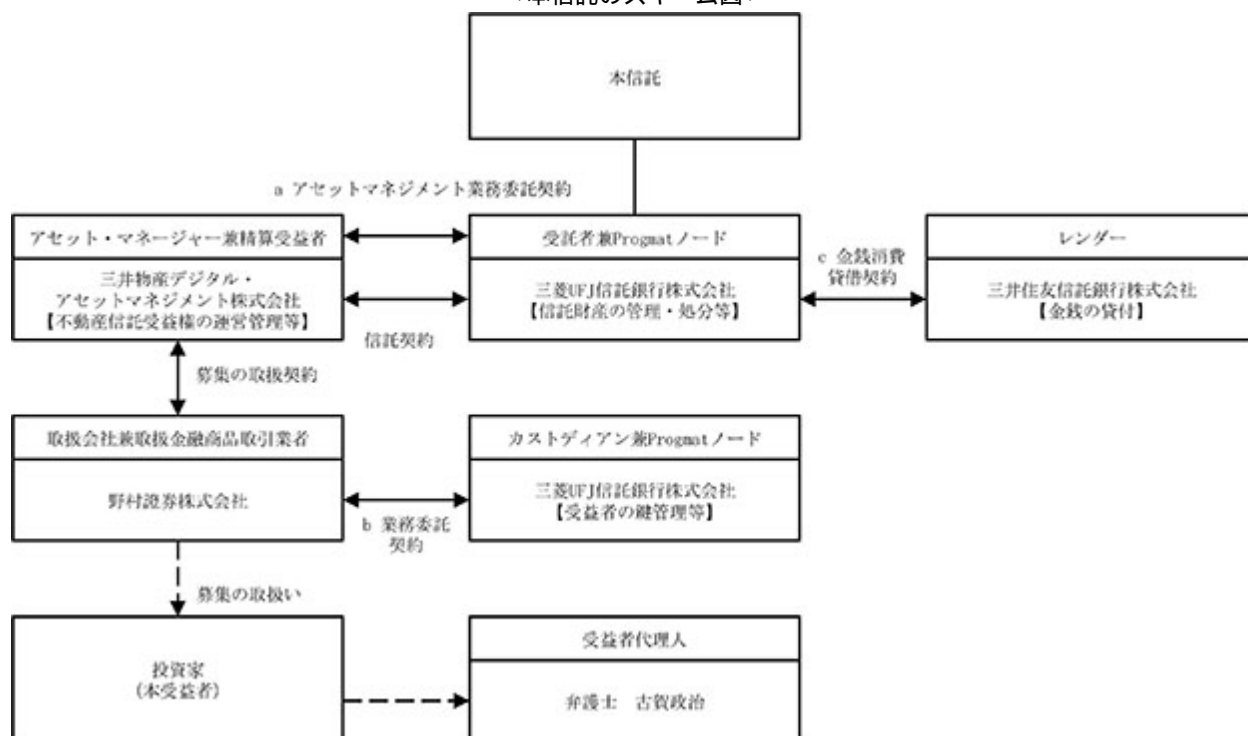 本信託
a アセットマネジメント業務委託契約
アセット・マネージャー兼精算受益者
三井物産デジタル・
アセットマネジメント株式会社
【不動産信託受益権の運営管理等】
信託契約
受託者兼Progmatノード
三菱UFJ信託銀行株式会社
【信託財産の管理・処分等】
c 金銭消費
貸借契約
レンダー
三井住友信託銀行株式会社
【金銭の貸付】
募集の取扱契約
取扱会社兼取扱金融商品取引業者
野村證券株式会社
b 業務委託
契約
カストディアン兼Progmatノード
三菱UFJ信託銀行株式会社
【受益者の鍵管理等】
募集の取扱い
投資家
(本受益者)
受益者代理人
弁護士 古賀政治